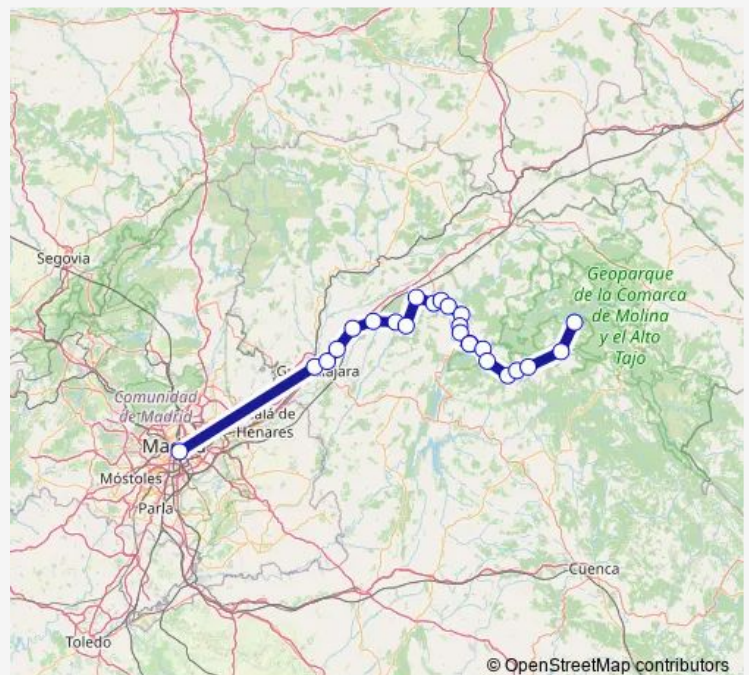 Segovia
Geoparque
de la Comarca
de Molina
y el Alto
Tajo
Comunidad
de Madrid
Henares
Móstoles
Parla
Cuenca
Toledo
© OpenStreetMap contributors